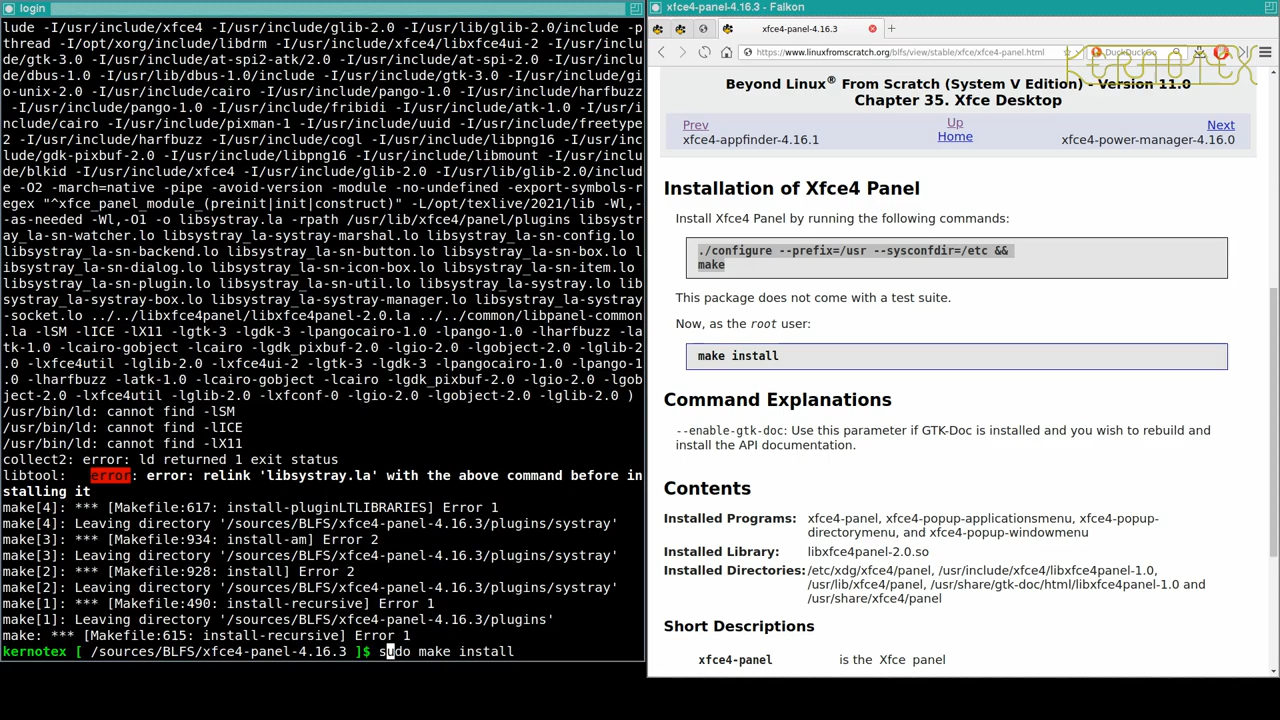 login
lude -I/usr/include/xfce4 -I/usr/include/glib-2.0 -I/usr/lib/glib-2.0/include -p
thread -I/opt/xorg/include/libdrm -I/usr/include/xfce4/libxfce4ui-2 -I/usr/inclu
de/gtk-3.0 -I/usr/include/at-spi2-atk/2.0 -I/usr/include/at-spi-2.0 -I/usr/inclu
de/dbus-1.0 -I/usr/lib/dbus-1.0/include -I/usr/include/gtk-3.0 -I/usr/include/gi
o-unix-2.0 -I/usr/include/cairo -I/usr/include/pango-1.0 -I/usr/include/harfbuzz
 -I/usr/include/pango-1.0 -I/usr/include/fribidi -I/usr/include/atk-1.0 -I/usr/i
nclude/cairo -I/usr/include/pixman-1 -I/usr/include/uuid -I/usr/include/freetype
2 -I/usr/include/harfbuzz -I/usr/include/cogl -I/usr/include/libpng16 -I/usr/inc
lude/gdk-pixbuf-2.0 -I/usr/include/libpng16 -I/usr/include/libmount -I/usr/inclu
de/blkid -I/usr/include/xfce4 -I/usr/include/glib-2.0 -I/usr/lib/glib-2.0/includ
e -O2 -march=native -pipe -avoid-version -module -no-undefined -export-symbols-r
egex "^xfce_panel_module_(preinit|init|construct)" -L/opt/texlive/2021/lib -Wl,-
-as-needed -Wl,-O1 -o libsystray.la -rpath /usr/lib/xfce4/panel/plugins libsystr
ay_la-sn-watcher.lo libsystray_la-systray-marshal.lo libsystray_la-sn-config.lo 
libsystray_la-sn-backend.lo libsystray_la-sn-button.lo libsystray_la-sn-box.lo l
ibsystray_la-sn-dialog.lo libsystray_la-sn-icon-box.lo libsystray_la-sn-item.lo 
libsystray_la-sn-plugin.lo libsystray_la-sn-util.lo libsystray_la-systray.lo lib
systray_la-systray-box.lo libsystray_la-systray-manager.lo libsystray_la-systray
-socket.lo ../../libxfce4panel/libxfce4panel-2.0.la ../../common/libpanel-common
.la -lSM -lICE -lX11 -lgtk-3 -lgdk-3 -lpangocairo-1.0 -lpango-1.0 -lharfbuzz -la
tk-1.0 -lcairo-gobject -lcairo -lgdk_pixbuf-2.0 -lgio-2.0 -lgobject-2.0 -lglib-2
.0 -lxfce4util -lglib-2.0 -lxfce4ui-2 -lgtk-3 -lgdk-3 -lpangocairo-1.0 -lpango-1
.0 -lharfbuzz -latk-1.0 -lcairo-gobject -lcairo -lgdk_pixbuf-2.0 -lgio-2.0 -lgob
ject-2.0 -lxfce4util -lglib-2.0 -lxfconf-0 -lgio-2.0 -lgobject-2.0 -lglib-2.0 )
/usr/bin/ld: cannot find -lSM
/usr/bin/ld: cannot find -lICE
/usr/bin/ld: cannot find -lX11
collect2: error: ld returned 1 exit status
libtool:   error: error: relink 'libsystray.la' with the above command before in
stalling it
make[4]: *** [Makefile:617: install-pluginLTLIBRARIES] Error 1
make[4]: Leaving directory '/sources/BLFS/xfce4-panel-4.16.3/plugins/systray'
make[3]: *** [Makefile:934: install-am] Error 2
make[3]: Leaving directory '/sources/BLFS/xfce4-panel-4.16.3/plugins/systray'
make[2]: *** [Makefile:928: install] Error 2
make[2]: Leaving directory '/sources/BLFS/xfce4-panel-4.16.3/plugins/systray'
make[1]: *** [Makefile:490: install-recursive] Error 1
make[1]: Leaving directory '/sources/BLFS/xfce4-panel-4.16.3/plugins'
make: *** [Makefile:615: install-recursive] Error 1
kernotex [ /sources/BLFS/xfce4-panel-4.16.3 ]$ sudo make install
xfce4-panel-4.16.3 - Falkon
xfce4-panel-4.16.3
https://www.linuxfromscratch.org/blfs/view/stable/xfce/xfce4-panel.html
DuckDuckGo
KERNOTEX
Beyond Linux® From Scratch (System V Edition) - Version 11.0
Chapter 35. Xfce Desktop
Prev Up Next
xfce4-appfinder-4.16.1 Home xfce4-power-manager-4.16.0
Installation of Xfce4 Panel
Install Xfce4 Panel by running the following commands:
./configure --prefix=/usr --sysconfdir=/etc &&
make
This package does not come with a test suite.
Now, as the root user:
make install
Command Explanations
--enable-gtk-doc: Use this parameter if GTK-Doc is installed and you wish to rebuild and
install the API documentation.
Contents
Installed Programs: xfce4-panel, xfce4-popup-applicationsmenu, xfce4-popup-
directorymenu, and xfce4-popup-windowmenu
Installed Library: libxfce4panel-2.0.so
Installed Directories: /etc/xdg/xfce4/panel, /usr/include/xfce4/libxfce4panel-1.0,
/usr/lib/xfce4/panel, /usr/share/gtk-doc/html/libxfce4panel-1.0 and
/usr/share/xfce4/panel
Short Descriptions
xfce4-panel is the Xfce panel